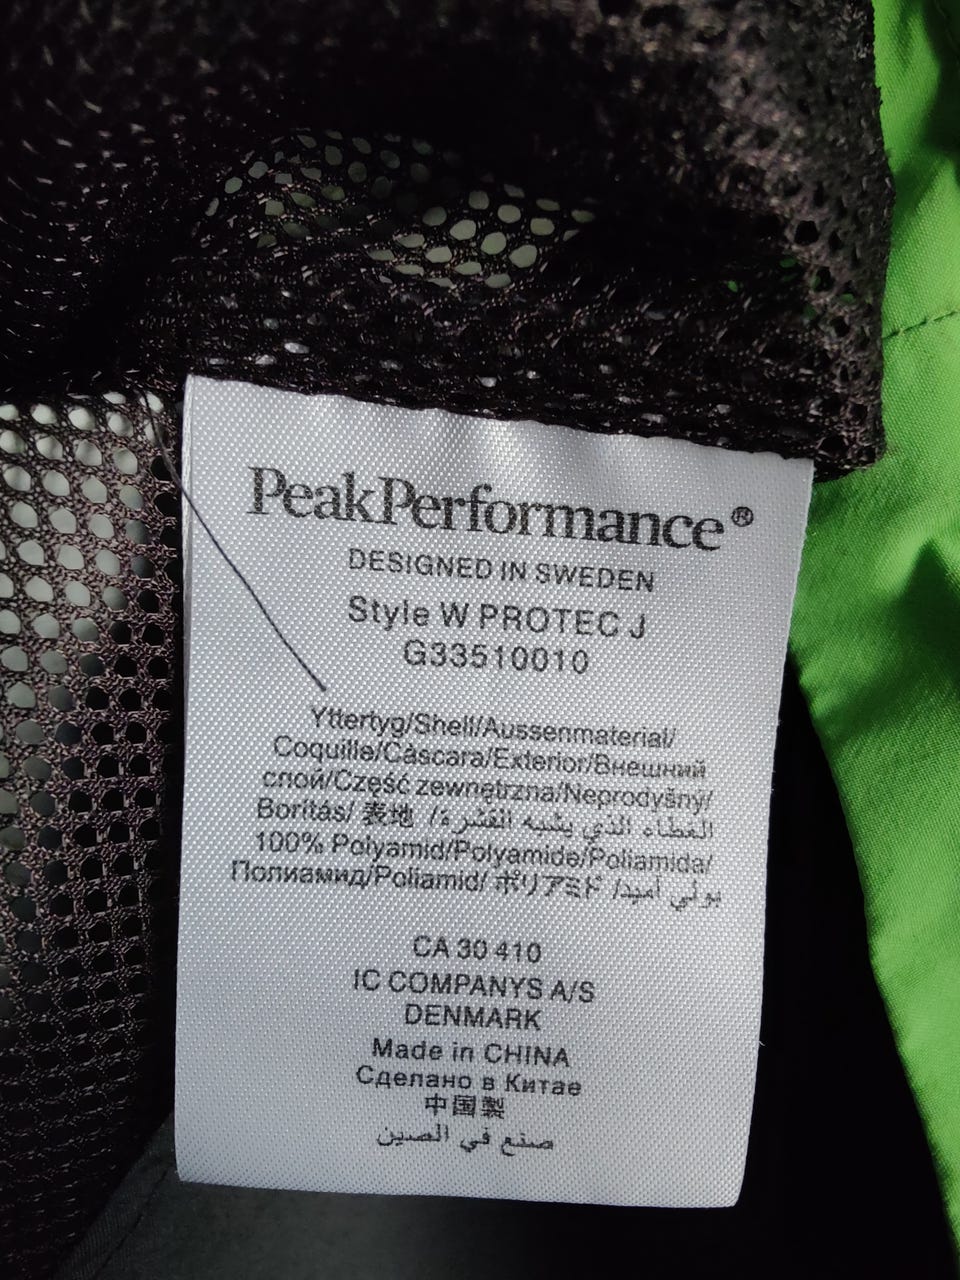 PeakPerformance®
DESIGNED IN SWEDEN
Style W PROTEC J
G33510010
Yttertyg/Shell/Aussenmaterial/
Coquille/Càscara/Exterior/Внешний
слой/Część zewnętrzna/Neprodyšný/
Borítás/ 表地 /الغطاء الذي يشبه القشرة/
100% Polyamid/Polyamide/Poliamida/
Полиамид/Poliamid/ ポリアミド /بولي أميد
CA 30 410
IC COMPANYS A/S
DENMARK
Made in CHINA
Сделано в Китае
中国製
صنع في الصين